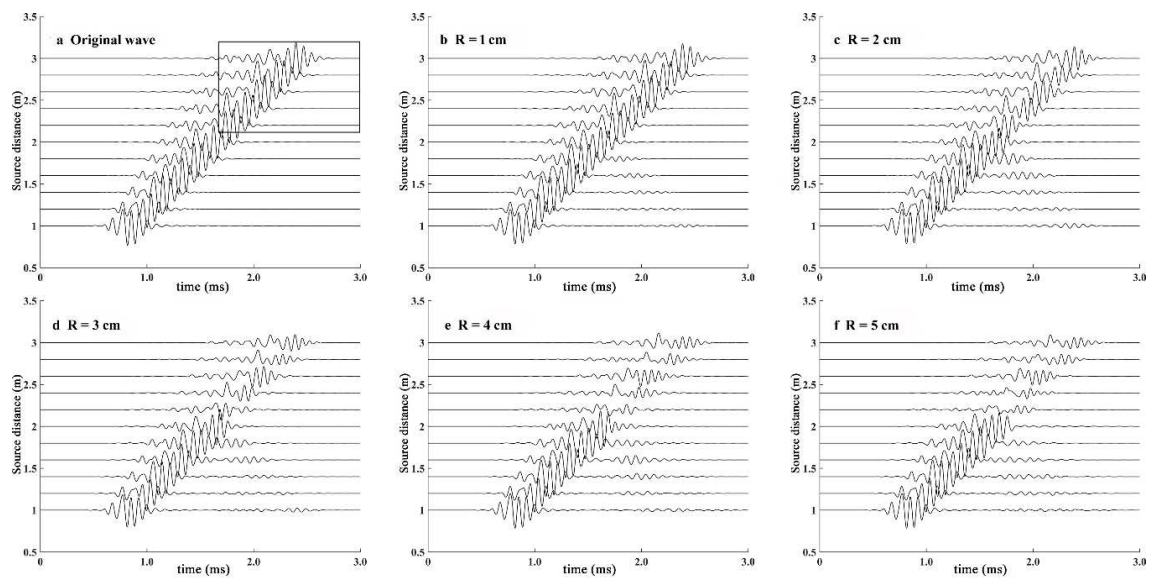 a Original wave
3.5
3
2.5
2
1.5
1
0.5
Source distance (m)
0 1.0 2.0 3.0
time (ms)
b R = 1 cm
3.5
3
2.5
2
1.5
1
0.5
Source distance (m)
0 1.0 2.0 3.0
time (ms)
c R = 2 cm
3.5
3
2.5
2
1.5
1
0.5
Source distance (m)
0 1.0 2.0 3.0
time (ms)
d R = 3 cm
3.5
3
2.5
2
1.5
1
0.5
Source distance (m)
0 1.0 2.0 3.0
time (ms)
e R = 4 cm
3.5
3
2.5
2
1.5
1
0.5
Source distance (m)
0 1.0 2.0 3.0
time (ms)
f R = 5 cm
3.5
3
2.5
2
1.5
1
0.5
Source distance (m)
0 1.0 2.0 3.0
time (ms)